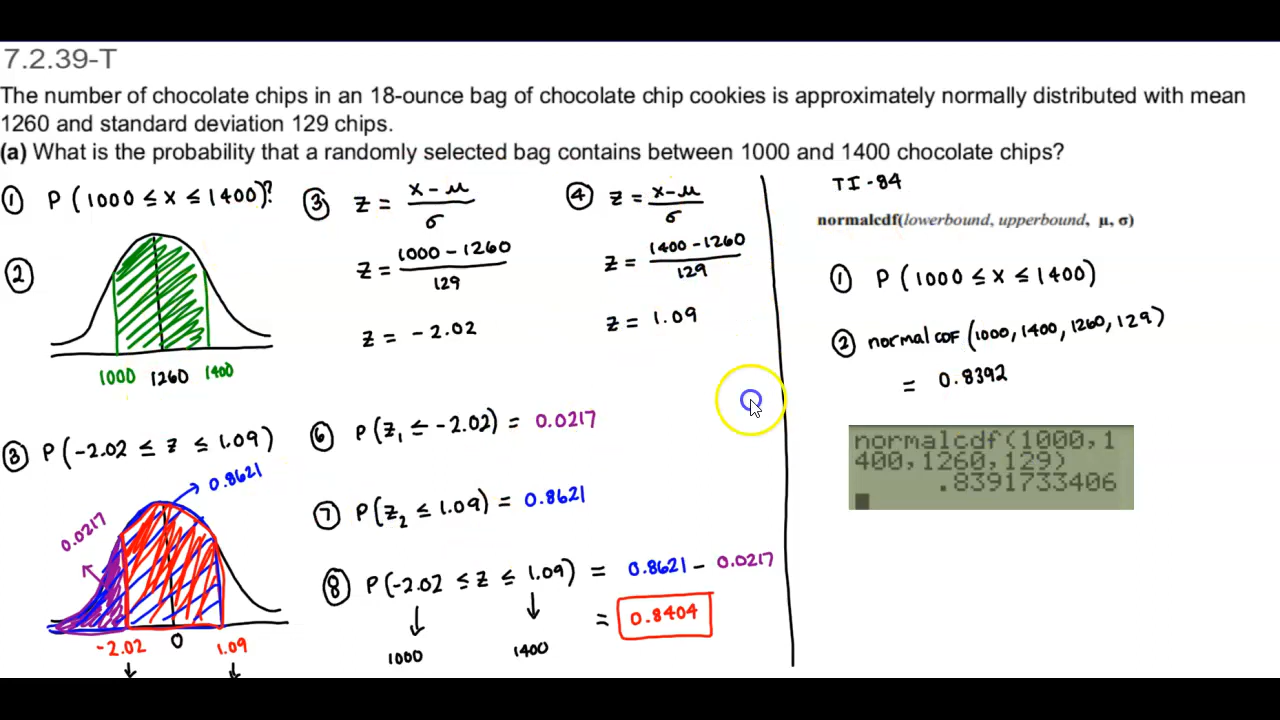 7.2.39-T
The number of chocolate chips in an 18-ounce bag of chocolate chip cookies is approximately normally distributed with mean
1260 and standard deviation 129 chips.
(a) What is the probability that a randomly selected bag contains between 1000 and 1400 chocolate chips?
① P (1000 ≤ x ≤ 1400)?
②
1000 1260 1400
③ z = x-μ / σ
z = 1000-1260 / 129
z = -2.02
④ z = x-μ / σ
z = 1400-1260 / 129
z = 1.09
③ P(-2.02 ≤ z ≤ 1.09)
0.8621
0.0217
-2.02 0 1.09
⑥ P(z₁ ≤ -2.02) = 0.0217
⑦ P(z₂ ≤ 1.09) = 0.8621
⑧ P(-2.02 ≤ z ≤ 1.09) = 0.8621 - 0.0217
↓ ↓ = 0.8404
1000 1400
TI-84
normalcdf(lowerbound, upperbound, μ, σ)
① P (1000 ≤ x ≤ 1400)
② normalCDF (1000, 1400, 1260, 129)
= 0.8392
normalcdf(1000,1
400,1260,129)
.8391733406